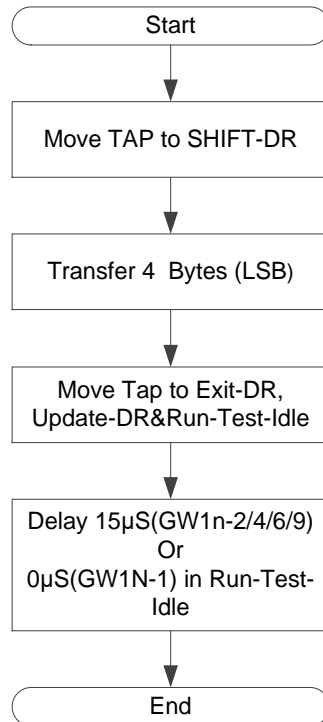 Start
Move TAP to SHIFT-DR
Transfer 4  Bytes (LSB)
Move Tap to Exit-DR,
Update-DR&Run-Test-Idle
Delay 15µS(GW1n-2/4/6/9)
Or
0µS(GW1N-1) in Run-Test-
Idle
End